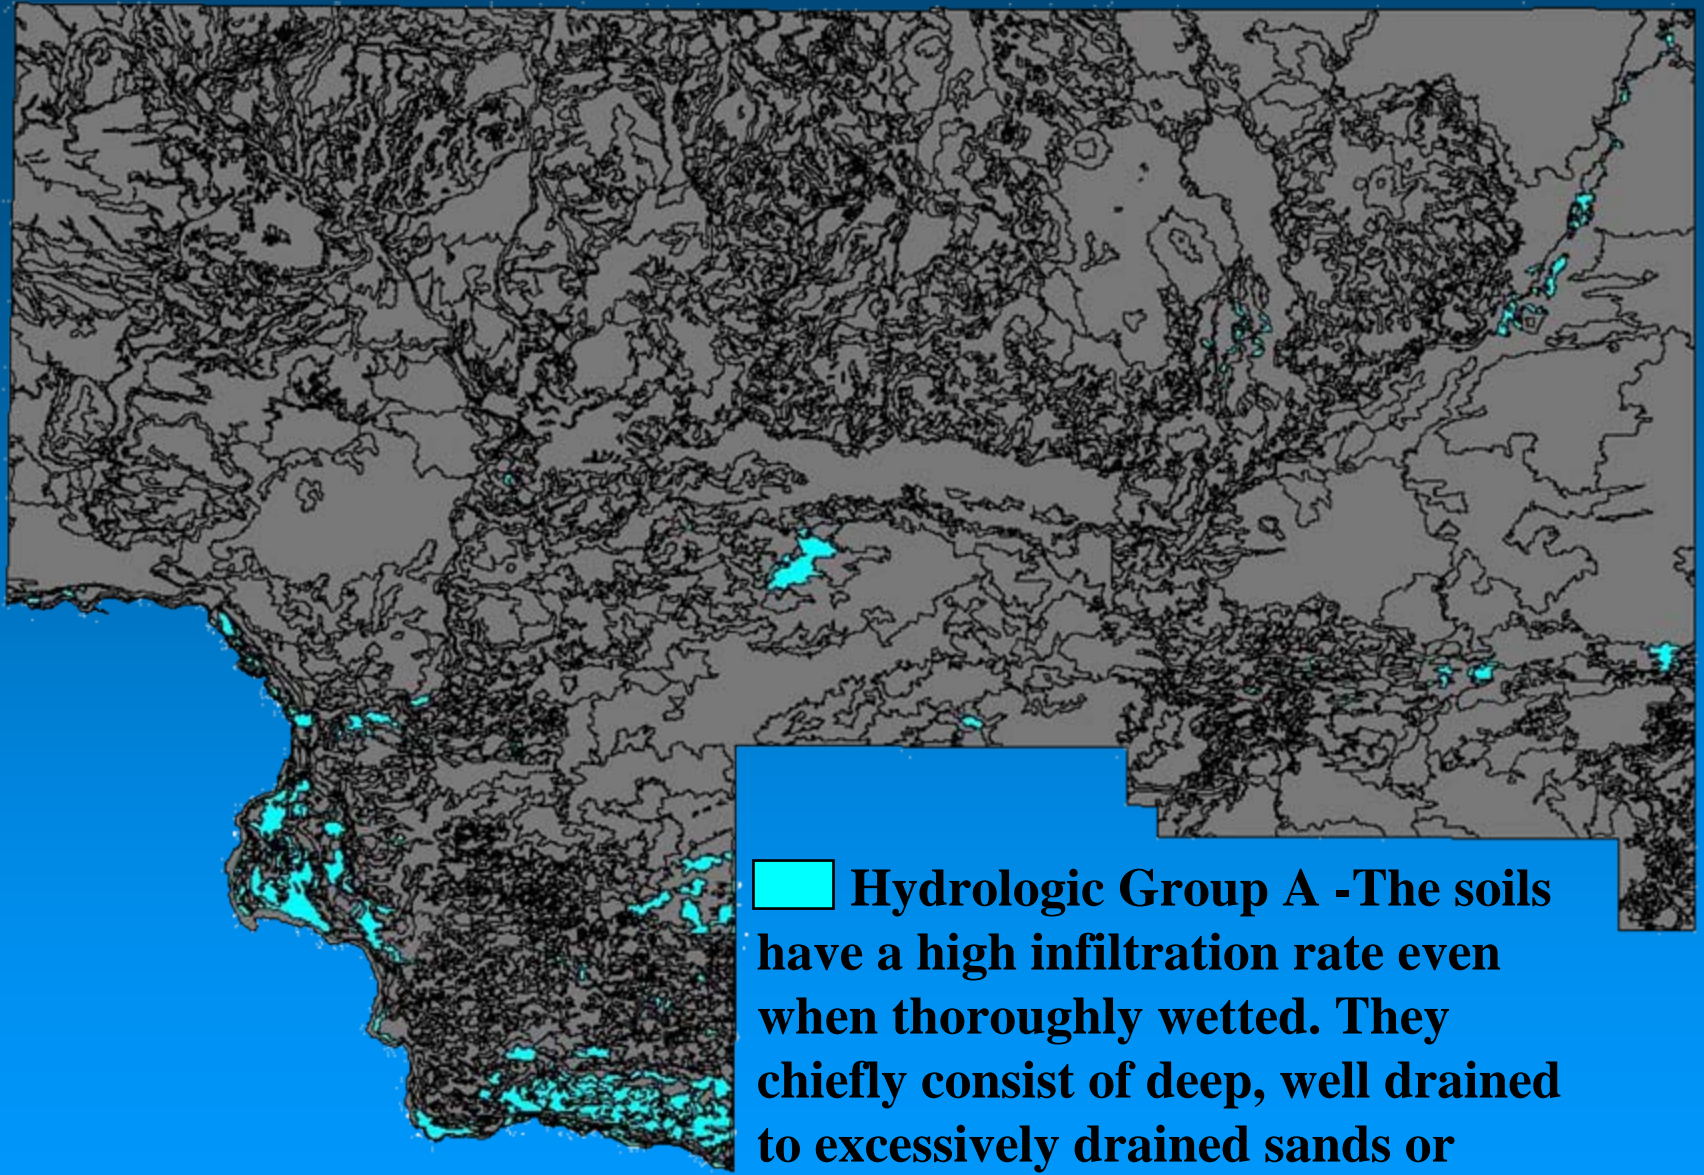 Hydrologic Group A -The soils
have a high infiltration rate even
when thoroughly wetted. They
chiefly consist of deep, well drained
to excessively drained sands or